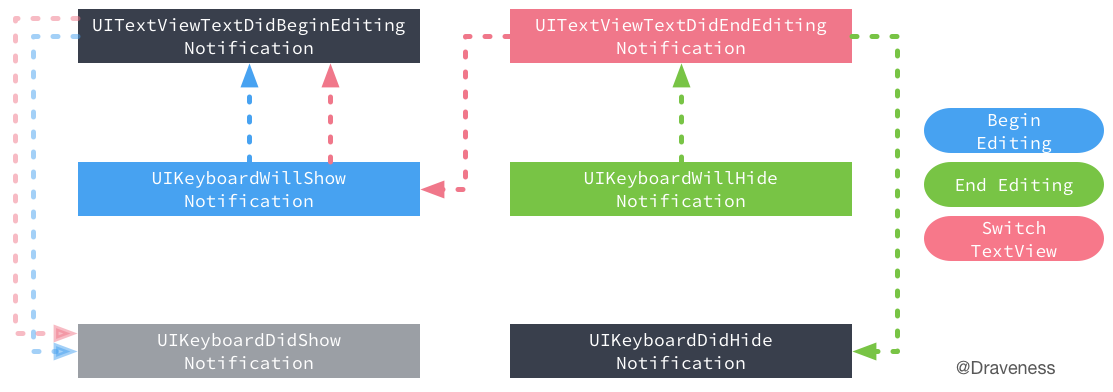 UITextViewTextDidBeginEditing
Notification
UITextViewTextDidEndEditing
Notification
Begin
Editing
UIKeyboardWillShow
Notification
UIKeyboardWillHide
Notification
End Editing
Switch
TextView
UIKeyboardDidShow
Notification
UIKeyboardDidHide
Notification
@Draveness